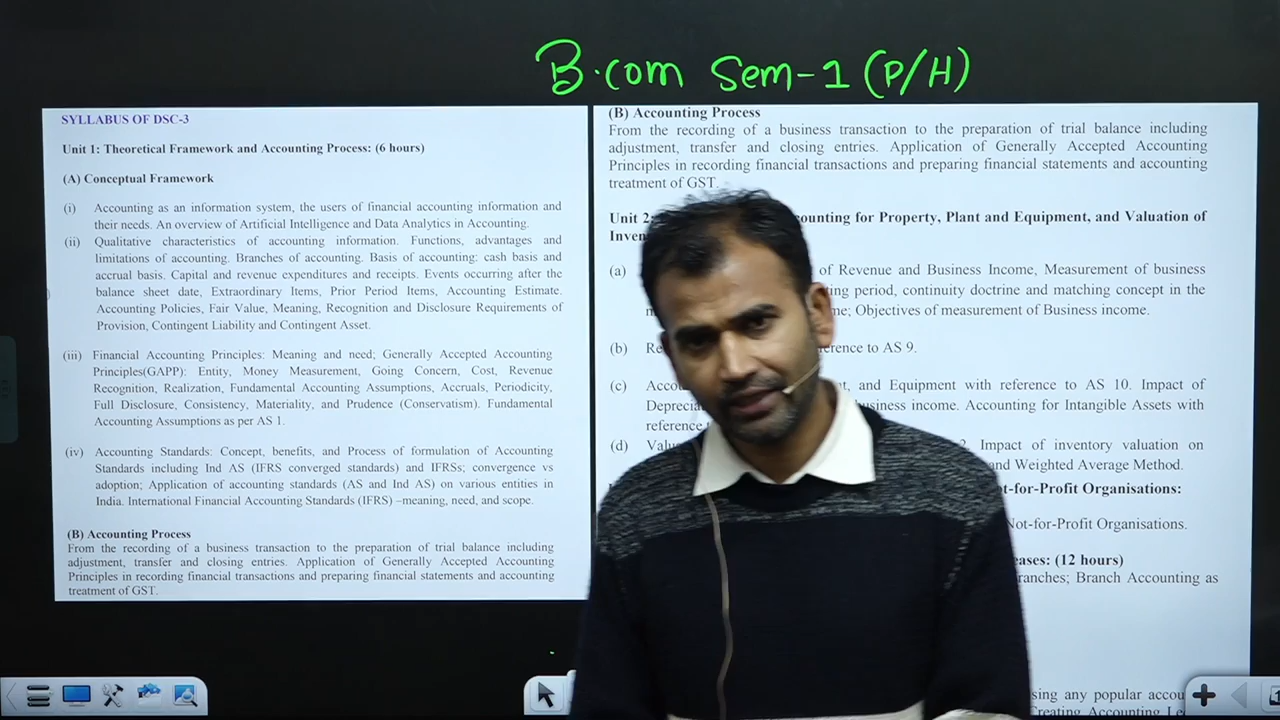 B.com Sem-1 (P/H)
SYLLABUS OF DSC-3
Unit 1: Theoretical Framework and Accounting Process: (6 hours)
(A) Conceptual Framework
(i) Accounting as an information system, the users of financial accounting information and
their needs. An overview of Artificial Intelligence and Data Analytics in Accounting.
(ii) Qualitative characteristics of accounting information. Functions, advantages and
limitations of accounting. Branches of accounting. Basis of accounting: cash basis and
accrual basis. Capital and revenue expenditures and receipts. Events occurring after the
balance sheet date, Extraordinary Items, Prior Period Items, Accounting Estimate.
Accounting Policies, Fair Value, Meaning, Recognition and Disclosure Requirements of
Provision, Contingent Liability and Contingent Asset.
(iii) Financial Accounting Principles: Meaning and need; Generally Accepted Accounting
Principles(GAPP): Entity, Money Measurement, Going Concern, Cost, Revenue
Recognition, Realization, Fundamental Accounting Assumptions, Accruals, Periodicity,
Full Disclosure, Consistency, Materiality, and Prudence (Conservatism). Fundamental
Accounting Assumptions as per AS 1.
(iv) Accounting Standards: Concept, benefits, and Process of formulation of Accounting
Standards including Ind AS (IFRS converged standards) and IFRSs; convergence vs
adoption; Application of accounting standards (AS and Ind AS) on various entities in
India. International Financial Accounting Standards (IFRS) –meaning, need, and scope.
(B) Accounting Process
From the recording of a business transaction to the preparation of trial balance including
adjustment, transfer and closing entries. Application of Generally Accepted Accounting
Principles in recording financial transactions and preparing financial statements and accounting
treatment of GST.
(B) Accounting Process
From the recording of a business transaction to the preparation of trial balance including
adjustment, transfer and closing entries. Application of Generally Accepted Accounting
Principles in recording financial transactions and preparing financial statements and accounting
treatment of GST.
Unit 2: for Property, Plant and Equipment, and Valuation of
(a) of Revenue and Business Income, Measurement of business
period, continuity doctrine and matching concept in the
Objectives of measurement of Business income.
(b) to AS 9.
(c) and Equipment with reference to AS 10. Impact of
income. Accounting for Intangible Assets with
(d) Impact of inventory valuation on
and Weighted Average Method.
Organisations:
Not-for-Profit Organisations.
(12 hours)
Branch Accounting as
any popular
Creating Accounting